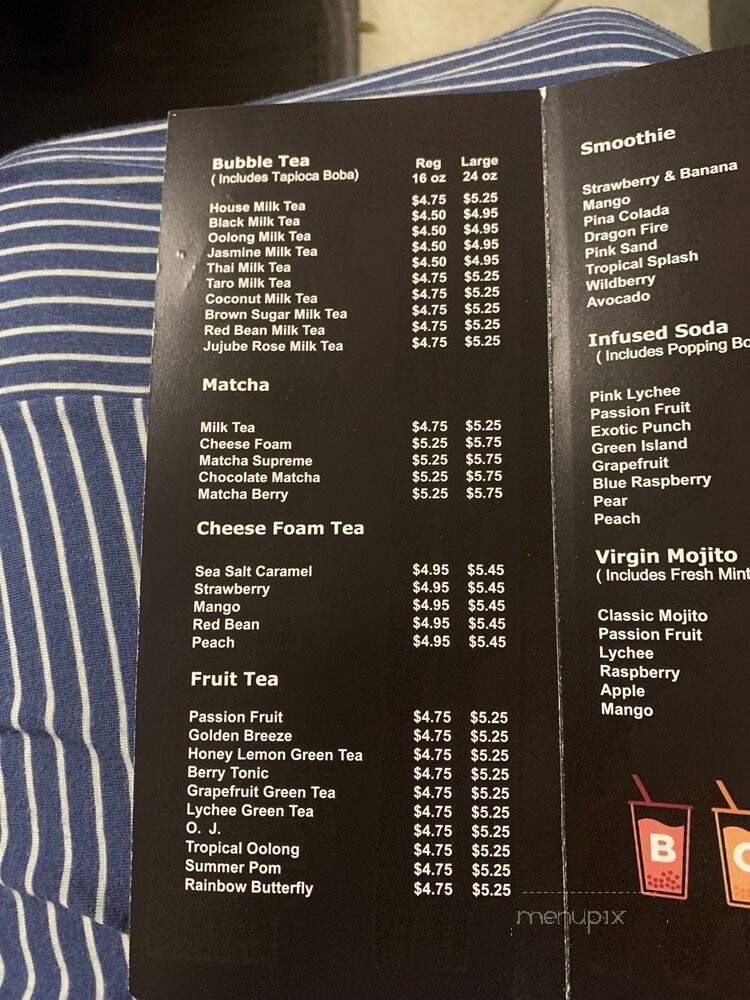 Bubble Tea Reg Large
( Includes Tapioca Boba) 16 oz 24 oz
House Milk Tea $4.75 $5.25
Black Milk Tea $4.50 $4.95
Oolong Milk Tea $4.50 $4.95
Jasmine Milk Tea $4.50 $4.95
Thai Milk Tea $4.50 $4.95
Taro Milk Tea $4.75 $5.25
Coconut Milk Tea $4.75 $5.25
Brown Sugar Milk Tea $4.75 $5.25
Red Bean Milk Tea $4.75 $5.25
Jujube Rose Milk Tea $4.75 $5.25
Matcha
Milk Tea $4.75 $5.25
Cheese Foam $5.25 $5.75
Matcha Supreme $5.25 $5.75
Chocolate Matcha $5.25 $5.75
Matcha Berry $5.25 $5.75
Cheese Foam Tea
Sea Salt Caramel $4.95 $5.45
Strawberry $4.95 $5.45
Mango $4.95 $5.45
Red Bean $4.95 $5.45
Peach $4.95 $5.45
Fruit Tea
Passion Fruit $4.75 $5.25
Golden Breeze $4.75 $5.25
Honey Lemon Green Tea $4.75 $5.25
Berry Tonic $4.75 $5.25
Grapefruit Green Tea $4.75 $5.25
Lychee Green Tea $4.75 $5.25
O. J. $4.75 $5.25
Tropical Oolong $4.75 $5.25
Summer Pom $4.75 $5.25
Rainbow Butterfly $4.75 $5.25
Smoothie
Strawberry & Banana
Mango
Pina Colada
Dragon Fire
Pink Sand
Tropical Splash
Wildberry
Avocado
Infused Soda
( Includes Popping Bo
Pink Lychee
Passion Fruit
Exotic Punch
Green Island
Grapefruit
Blue Raspberry
Pear
Peach
Virgin Mojito
( Includes Fresh Mint
Classic Mojito
Passion Fruit
Lychee
Raspberry
Apple
Mango
B
menupix